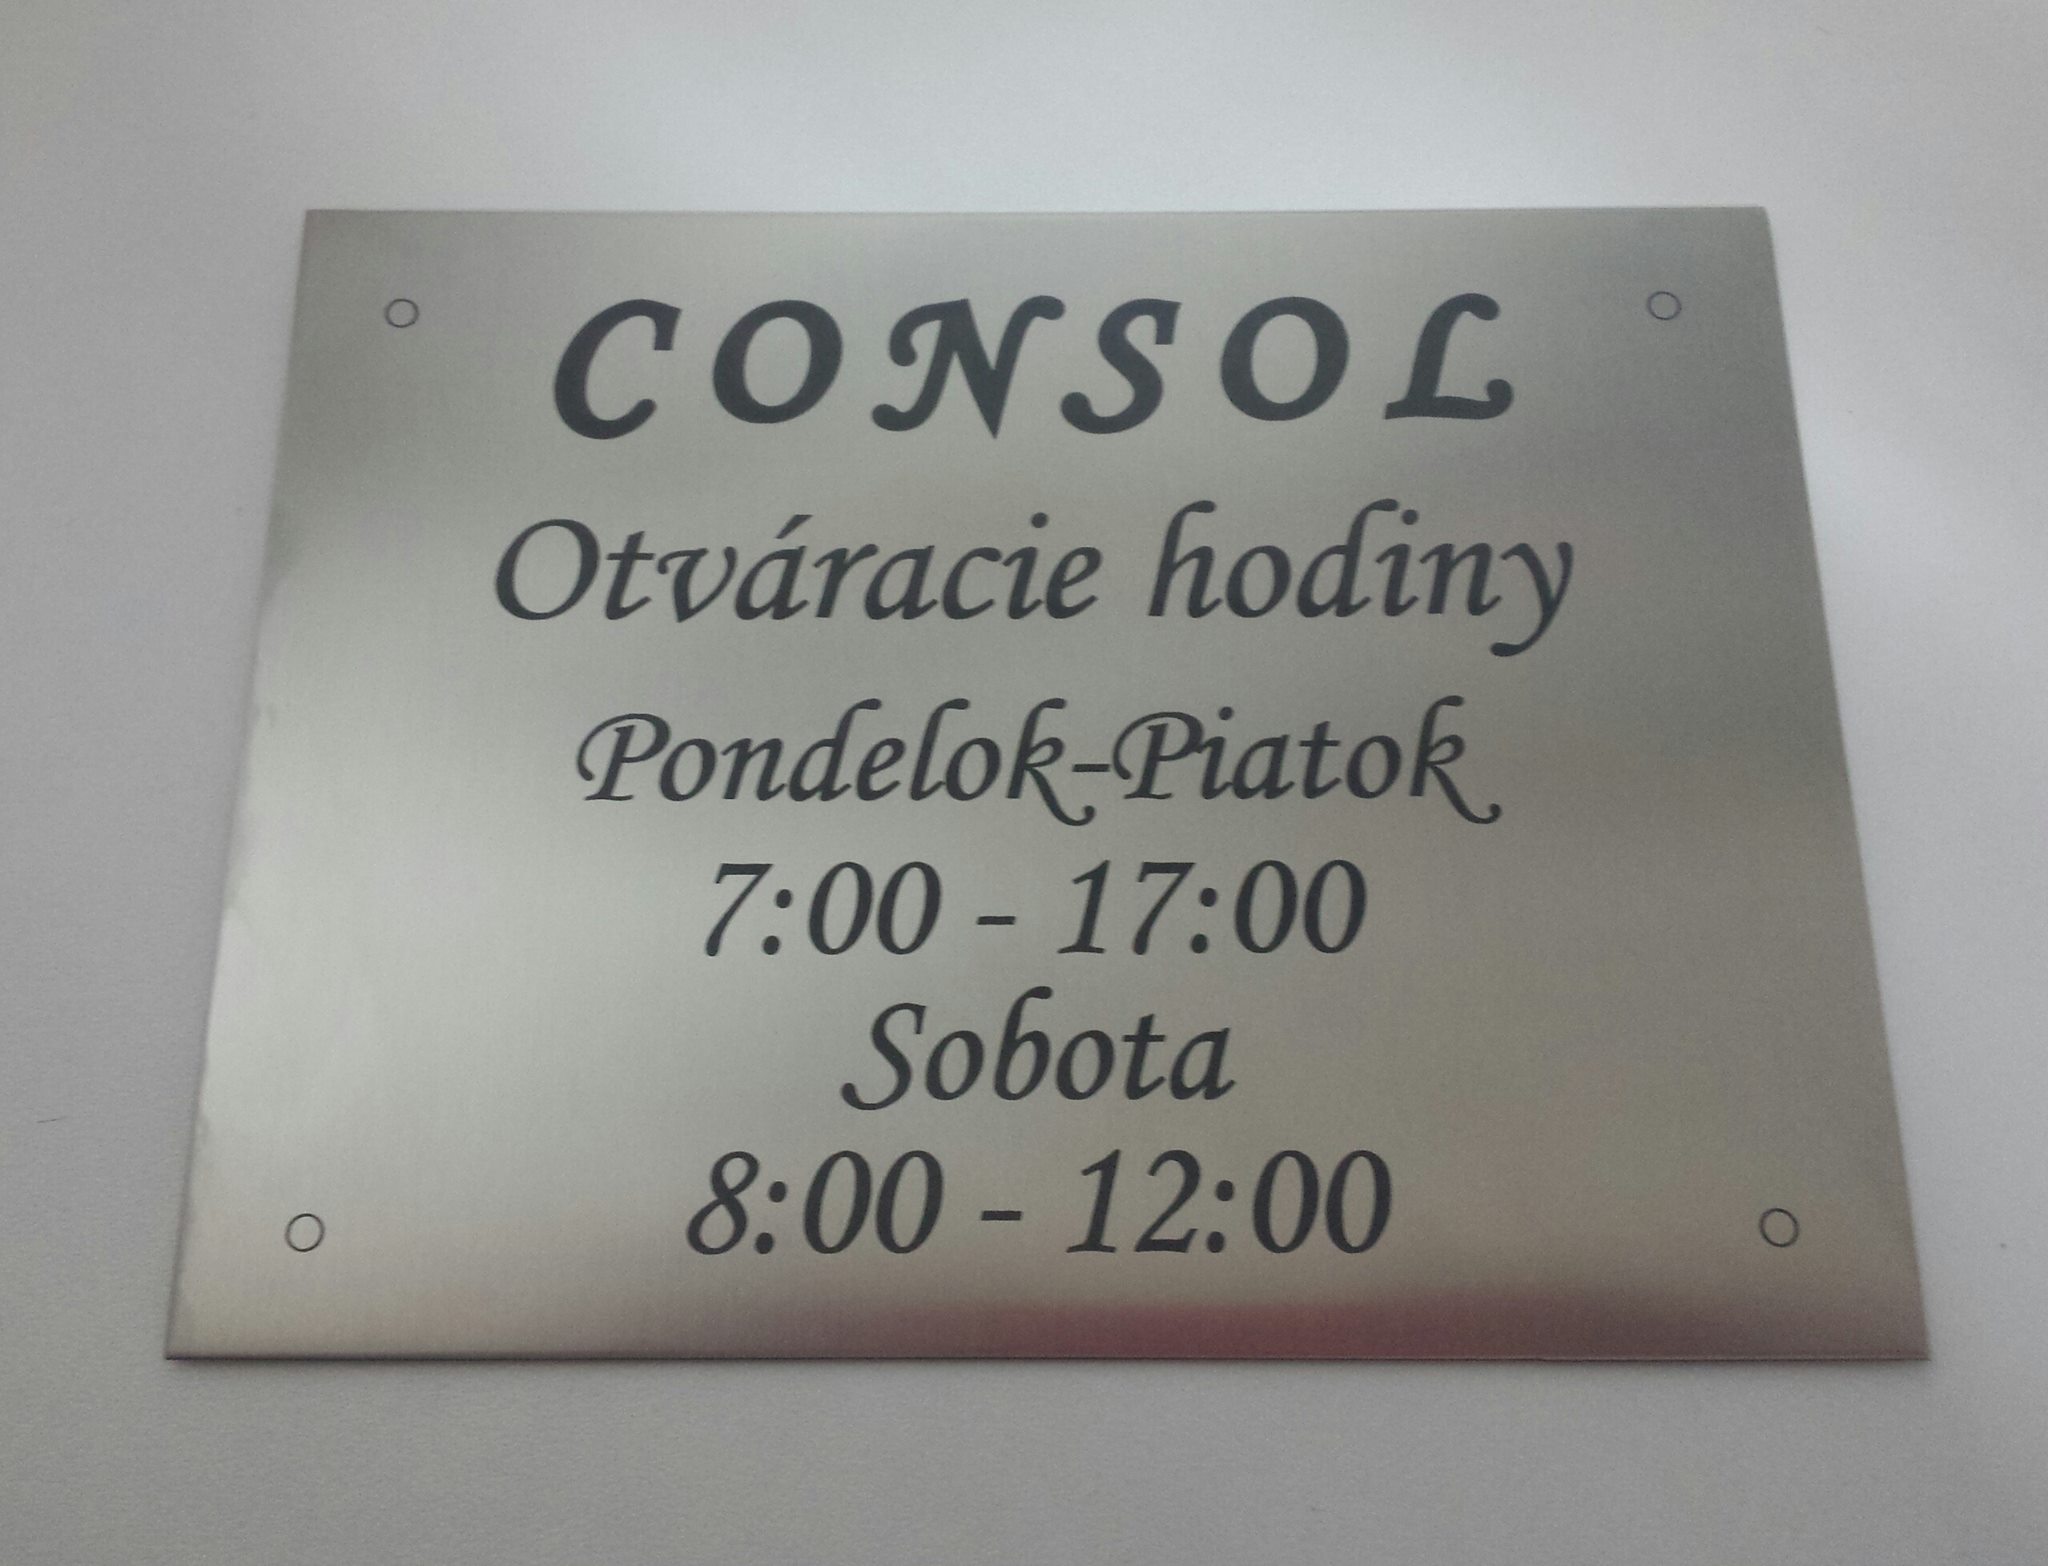 CONSOL
Otváracie hodiny
Pondelok-Piatok
7:00 - 17:00
Sobota
8:00 - 12:00